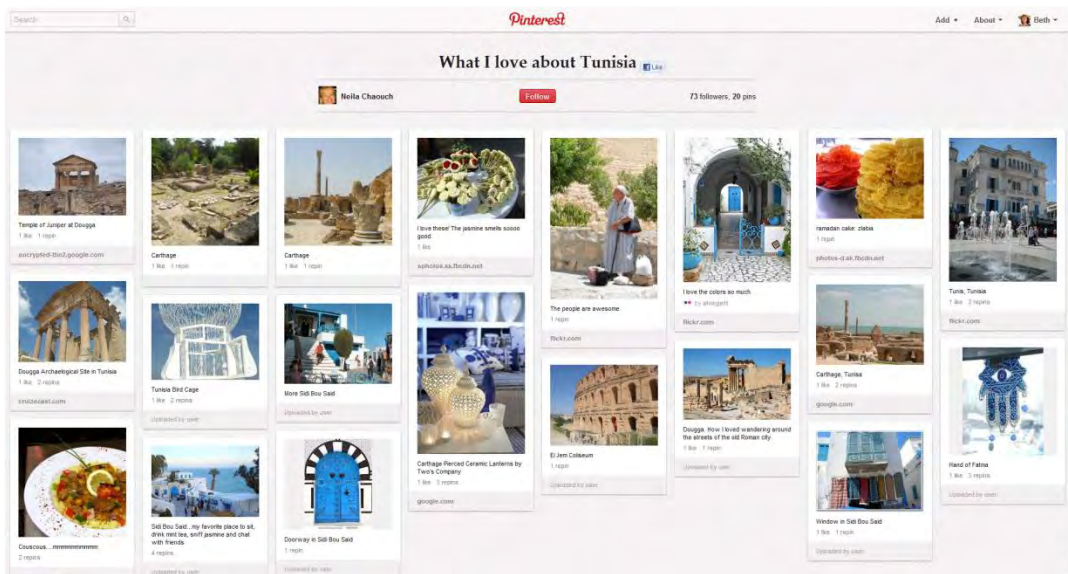 Search
Pinterest
Add
About
Beth
What I love about Tunisia
Like
Neila Chaouch
Follow
73 followers, 20 pins
Temple of Juniper at Dougga
1 like 1 repin
encrypted-tbn2.google.com
Dougga Archaelogical Site in Tunisia
1 like 2 repins
Couscous....mmmmmmmmmm
2 repins
Carthage
1 like 1 repin
Tunisia Bird Cage
1 like 2 repins
Uploaded by user
Sidi Bou Said...my favorite place to sit,
drink mint tea, sniff jasmine and chat
with friends
4 repins
Uploaded by user
Carthage
1 like 1 repin
More Sidi Bou Said
Uploaded by user
Doorway in Sidi Bou Said
1 repin
Uploaded by user
I love these! The jasmine smells soooo
good.
1 like
Carthage Pierced Ceramic Lanterns by
Two's Company
1 like 3 repins
google.com
The people are awesome
1 repin
flickr.com
El Jem Coliseum
1 repin
Uploaded by user
I love the colors so much
flickr.com
Dougga. How I loved wandering around
the streets of the old Roman city.
1 like 1 repin
Uploaded by user
ramadan cake: zlabia
1 repin
photos-d.ak.fbcdn.net
Carthage, Tunisa
1 like 2 repins
google.com
Window in Sidi Bou Said
1 like 1 repin
Uploaded by user
Tunis, Tunisia
1 like 2 repins
flickr.com
Hand of Fatma
1 like 3 repins
Uploaded by user